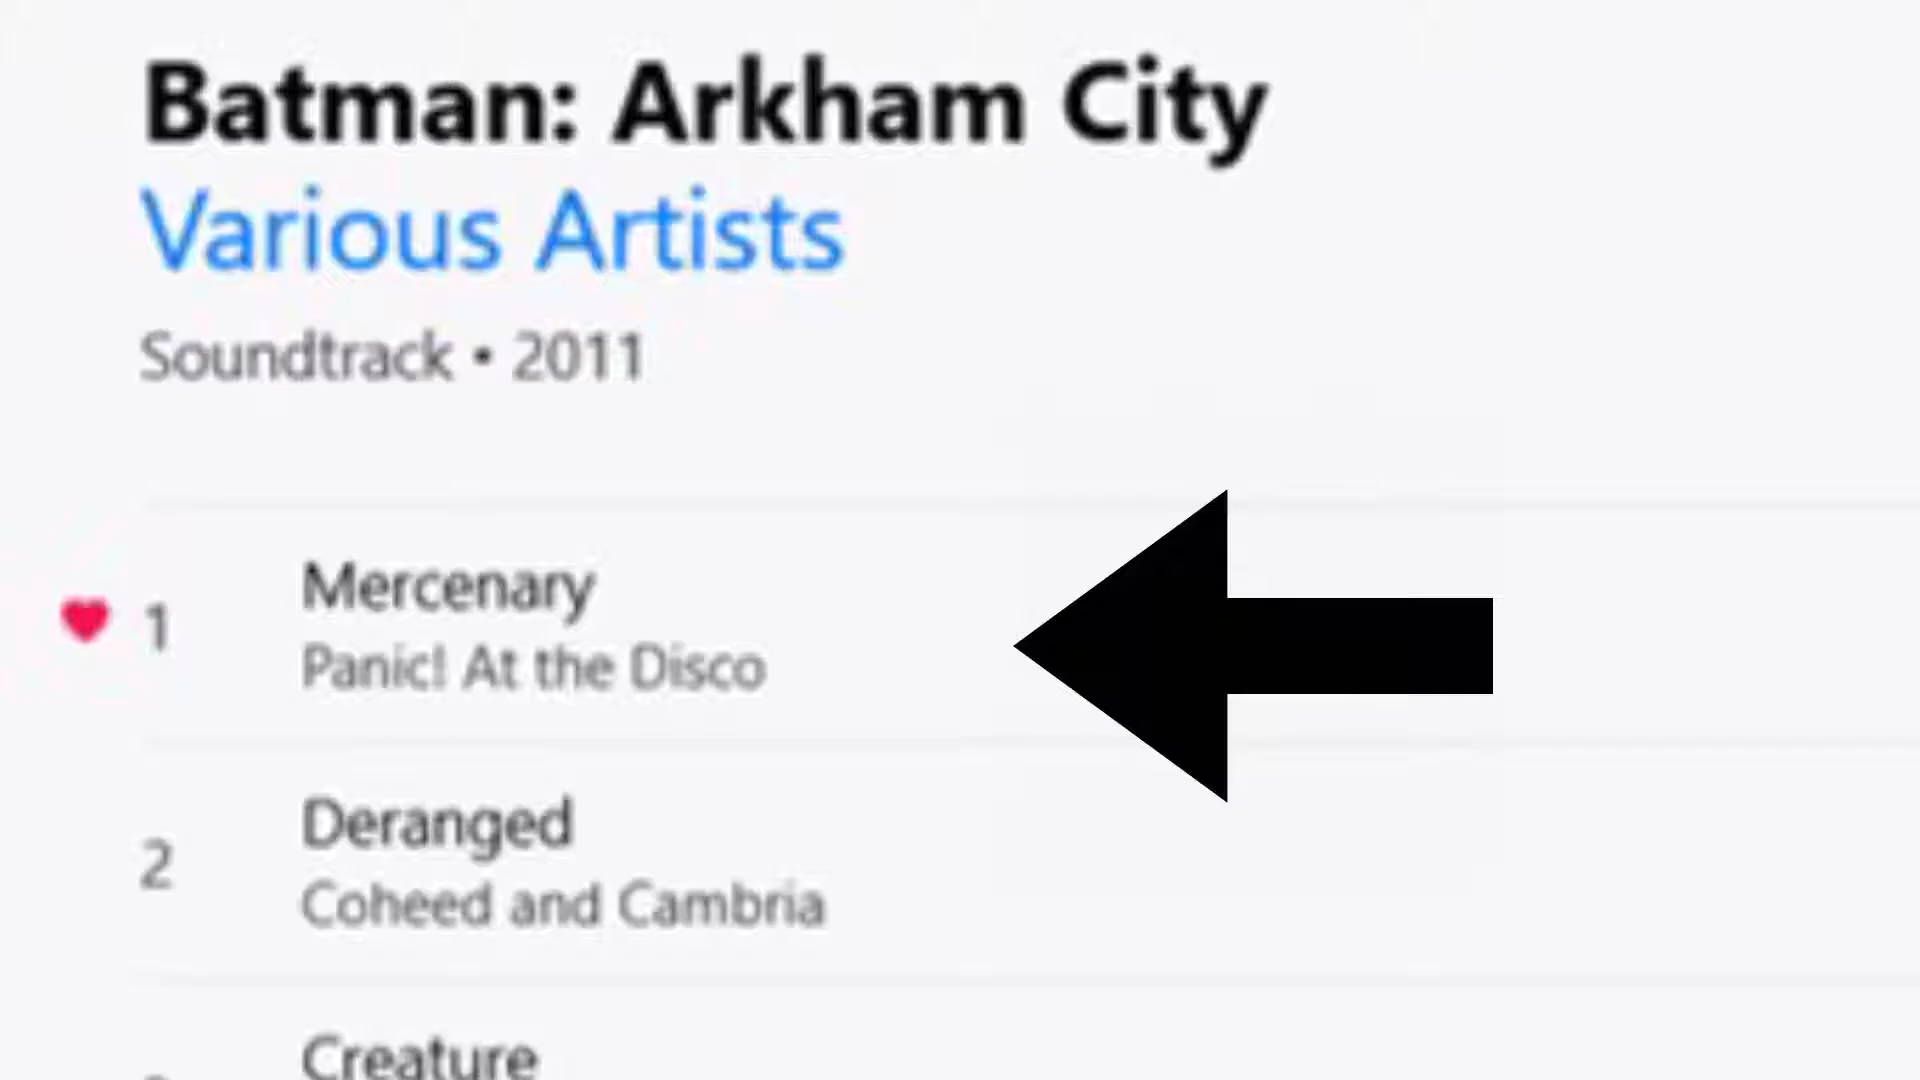 Batman: Arkham City
Various Artists
Soundtrack • 2011
1
Mercenary
Panic! At the Disco
2
Deranged
Coheed and Cambria
Creature